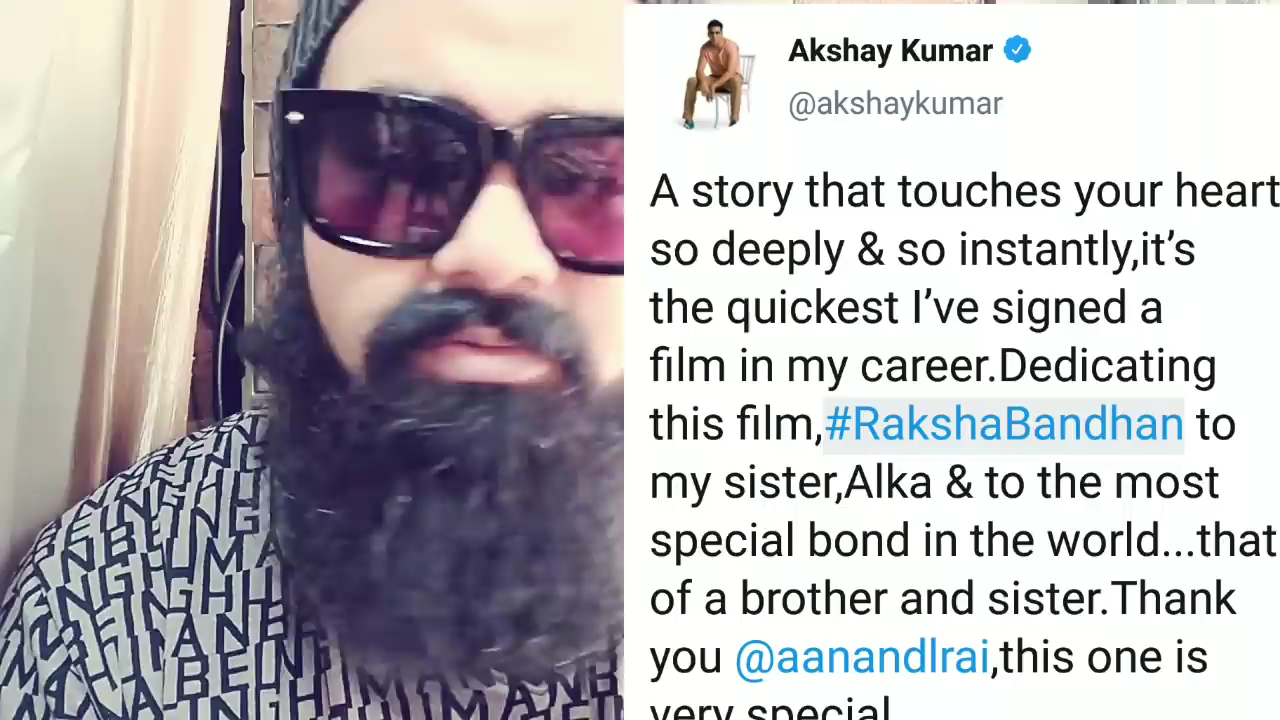 Akshay Kumar
@akshaykumar
A story that touches your heart
so deeply & so instantly,it’s
the quickest I’ve signed a
film in my career.Dedicating
this film,#RakshaBandhan to
my sister,Alka & to the most
special bond in the world...that
of a brother and sister.Thank
you @aanandlrai,this one is
very special